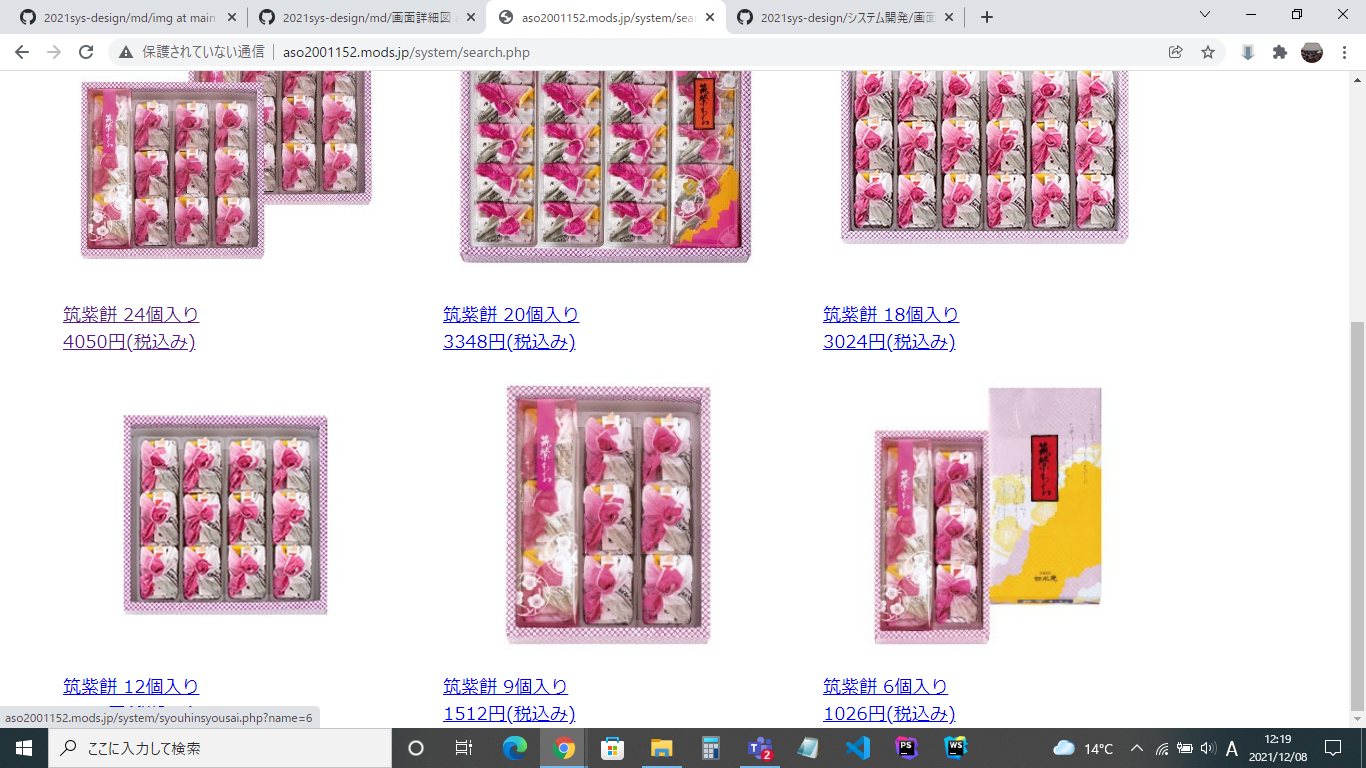 2021sys-design/md/img at main
2021sys-design/md/画面詳細図
aso2001152.mods.jp/system/sear
2021sys-design/システム開発/画面
保護されていない通信
aso2001152.mods.jp/system/search.php
筑紫もち
筑紫もち
筑紫餅 24個入り
4050円(税込み)
筑紫餅 20個入り
3348円(税込み)
筑紫餅 18個入り
3024円(税込み)
筑紫もち
筑紫もち
筑紫もち
筑紫餅 12個入り
筑紫餅 9個入り
1512円(税込み)
筑紫餅 6個入り
1026円(税込み)
aso2001152.mods.jp/system/syouhinsyousai.php?name=6
ここに入力して検索
PS
2
WS
14°C
A
12:19
2021/12/08